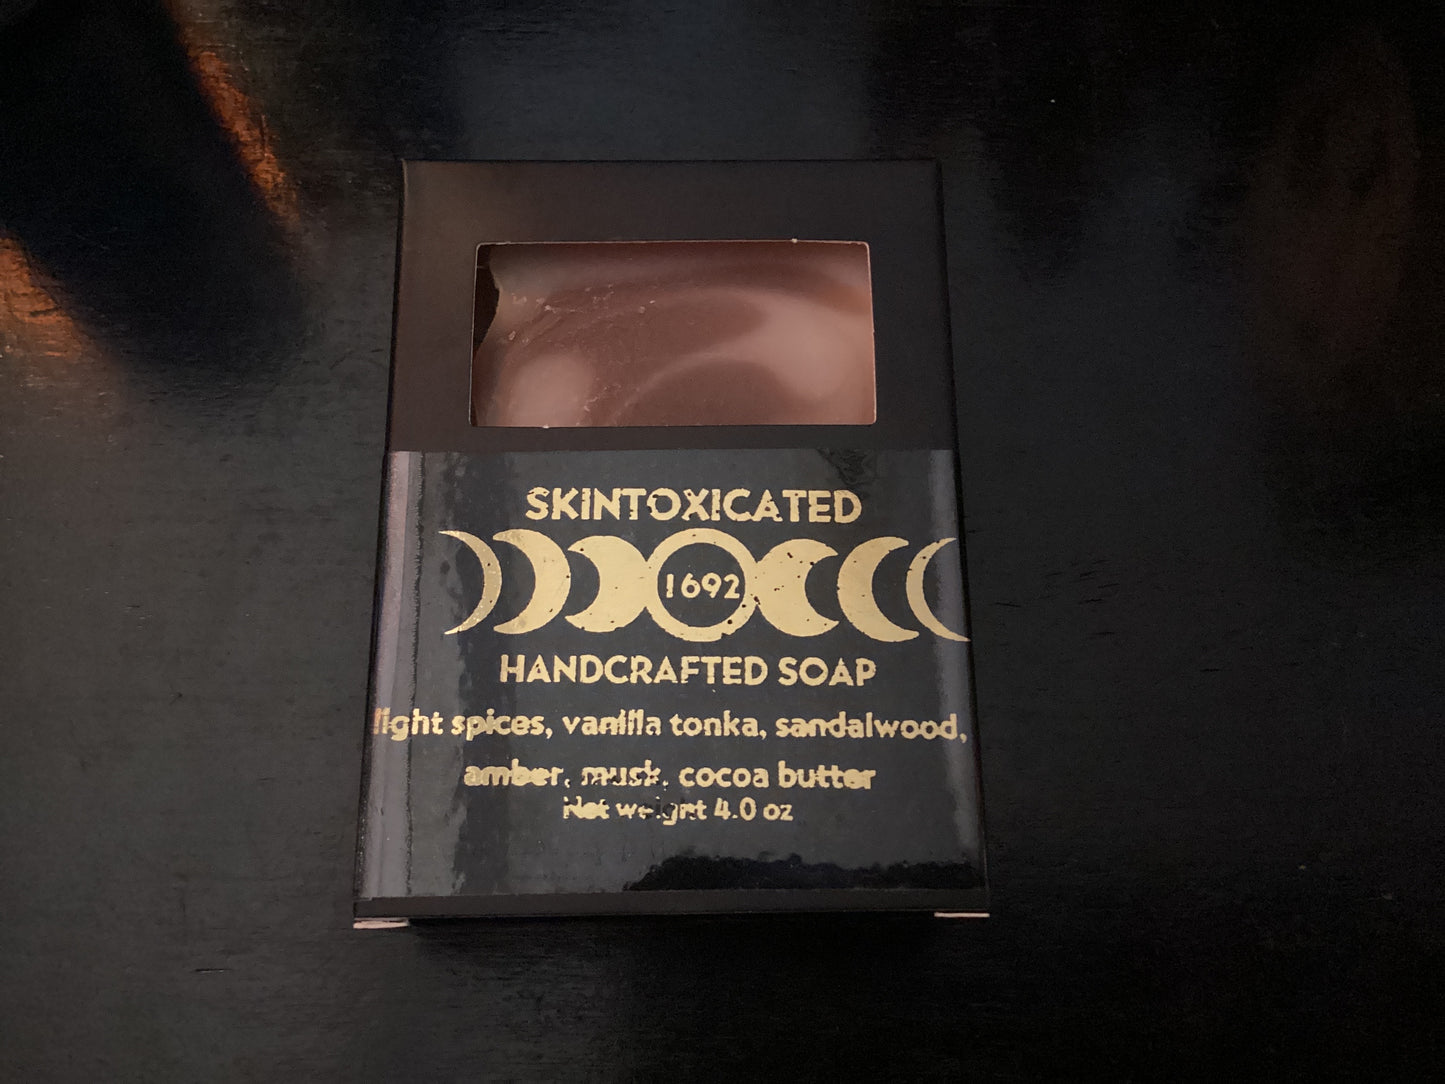 SKINTOXICATED
1692
HANDCRAFTED SOAP
light spices, vanilla tonka, sandalwood,
amber, musk, cocoa butter
Net weight 4.0 oz